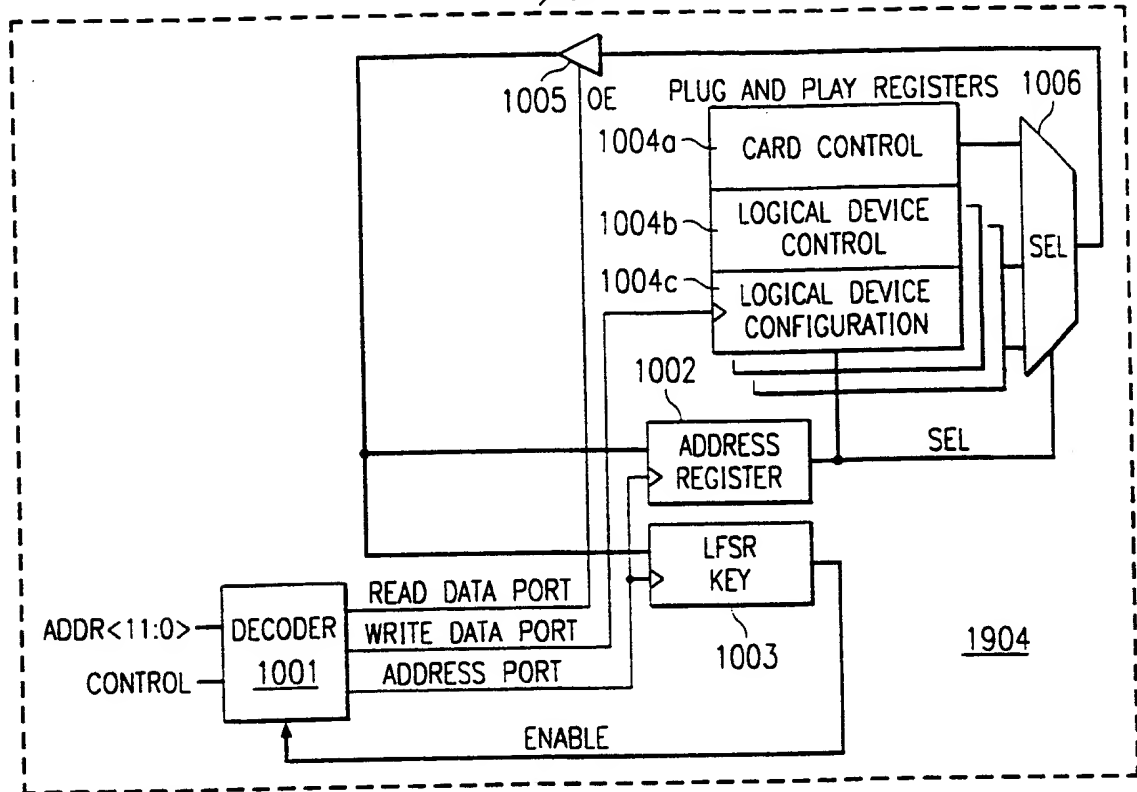 1005 OE
PLUG AND PLAY REGISTERS
1006
1004a
CARD CONTROL
1004b
LOGICAL DEVICE
CONTROL
SEL
1004c
LOGICAL DEVICE
CONFIGURATION
1002
ADDRESS
REGISTER
SEL
LFSR
KEY
1003
READ DATA PORT
ADDR<11:0>
DECODER
1001
WRITE DATA PORT
CONTROL
ADDRESS PORT
1904
ENABLE